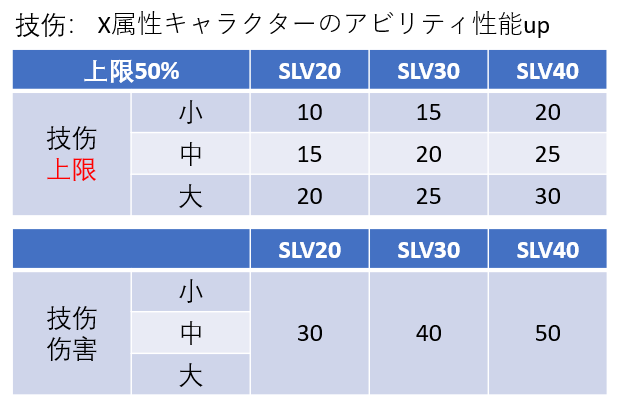 技伤: X属性キャラクターのアビリティ性能up
上限50% SLV20 SLV30 SLV40
技伤
上限
小 10 15 20
中 15 20 25
大 20 25 30
SLV20 SLV30 SLV40
技伤
伤害
小
中 30 40 50
大